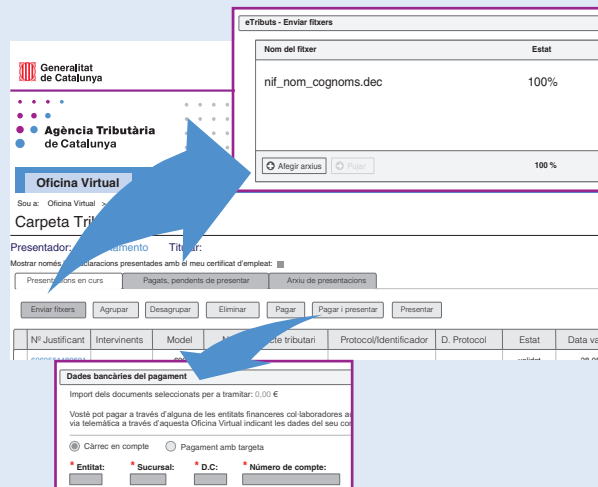 eTributs - Enviar fitxers
Nom del fitxer Estat
nif_nom_cognoms.dec 100%
Afegir arxius Pujar 100 %
Generalitat
de Catalunya
Agència Tributària
de Catalunya
Oficina Virtual
Sou a: Oficina Virtual >
Carpeta Tri
Presentador: Titular:
Mostrar només declaracions presentades amb el meu certificat d'empleat:
Presentacions en curs Pagats, pendents de presentar Arxiu de presentacions
Enviar fitxers Agrupar Desagrupar Eliminar Pagar Pagar i presentar Presentar
Nº Justificant Intervinents Model tributari Protocol/Identificador D. Protocol Estat Data va
Dades bancàries del pagament
Import dels documents seleccionats per a tramitar: 0,00 €
Vostè pot pagar a través d'alguna de les entitats financeres col·laboradores
via telemàtica a través d'aquesta Oficina Virtual indicant les dades del seu
Càrrec en compte Pagament amb targeta
* Entitat: * Sucursal: * D.C: * Número de compte: